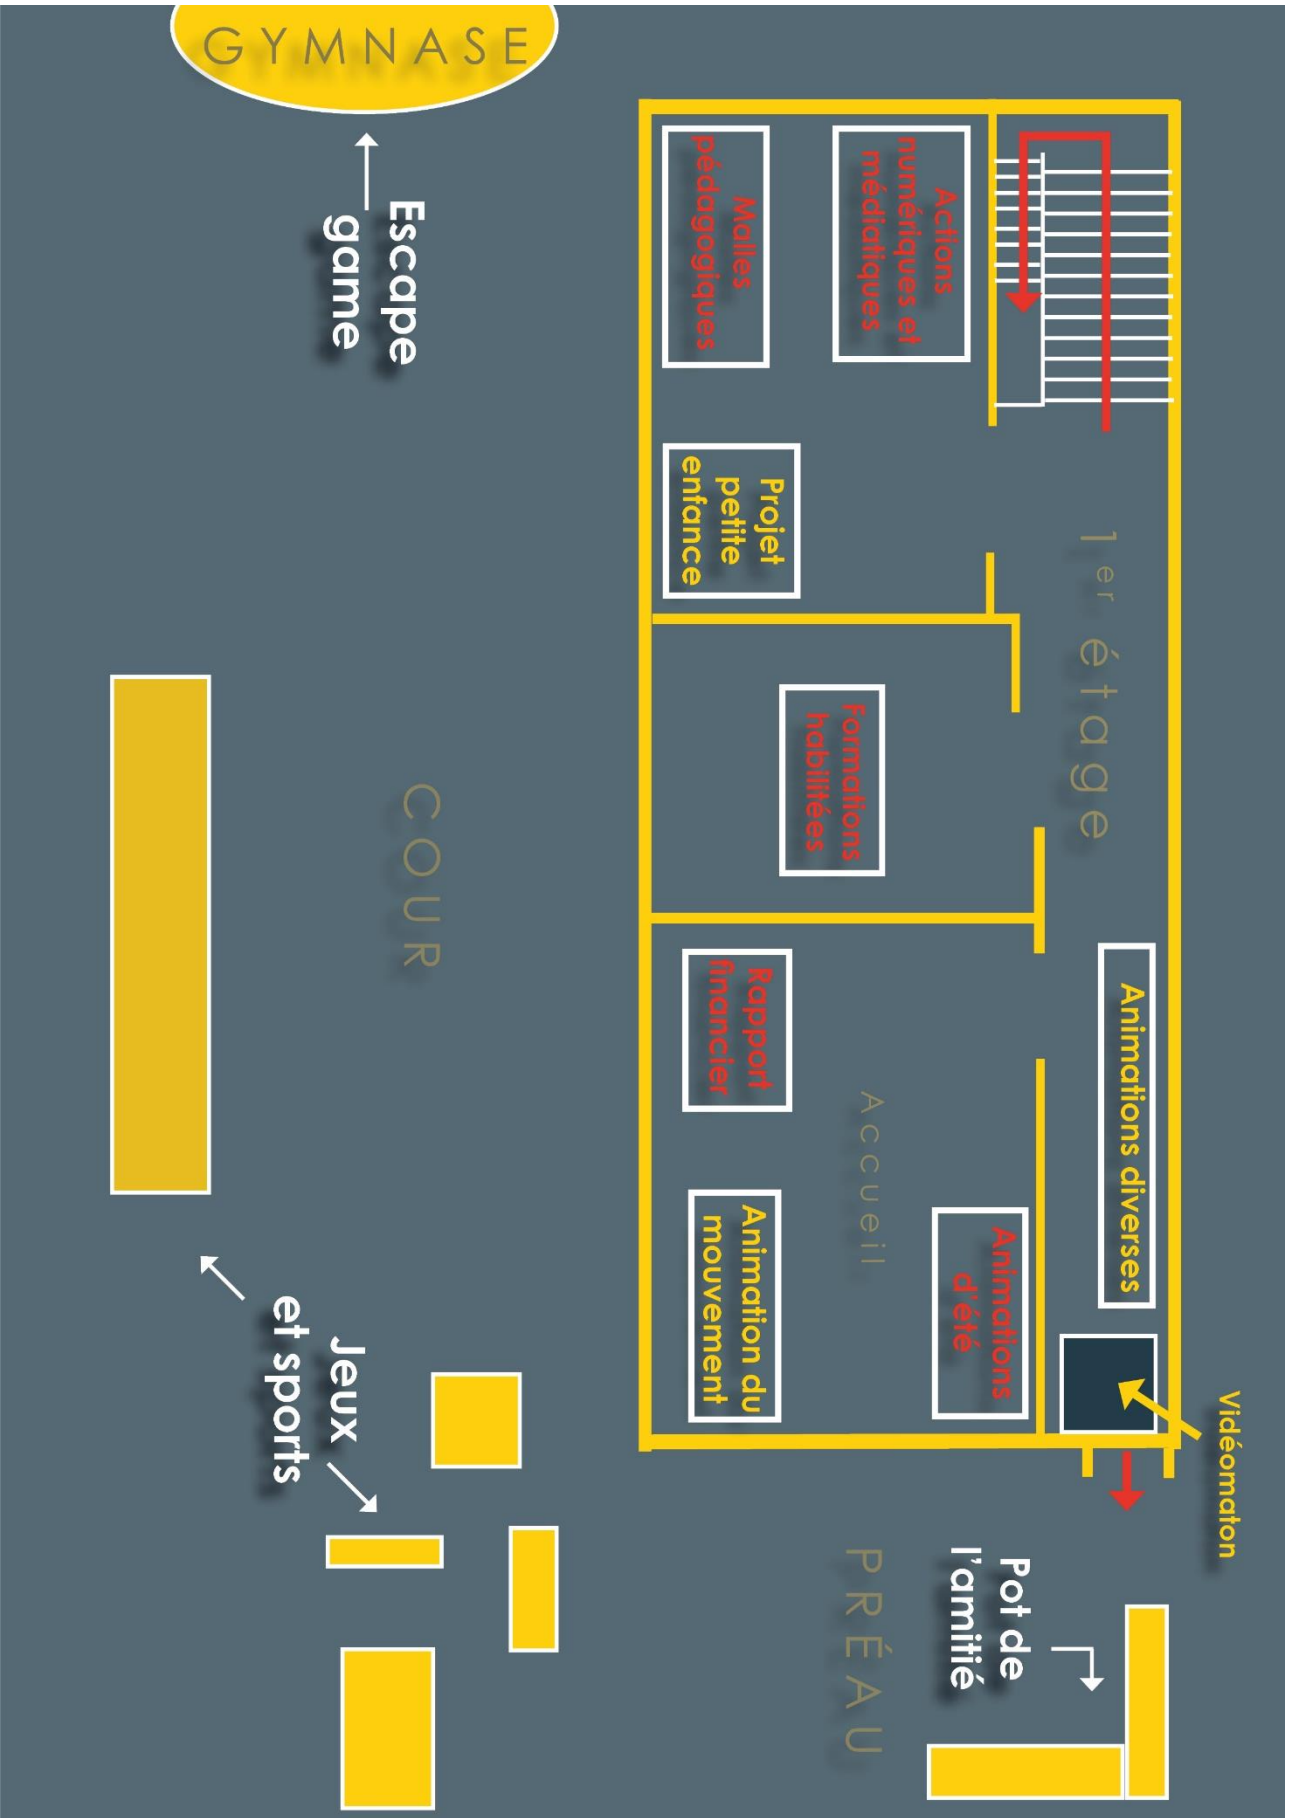 GYMNASE
Escape
game
Actions
numériques et
médiatiques
Malles
pédagogiques
Projet
petite
enfance
1er étage
Formations
habilitées
COUR
Animations diverses
Rapport
financier
Accueil
Animations
d'été
Animation du
mouvement
Vidéomaton
Jeux
et sports
Pot de
l'amitié
PRÉAU